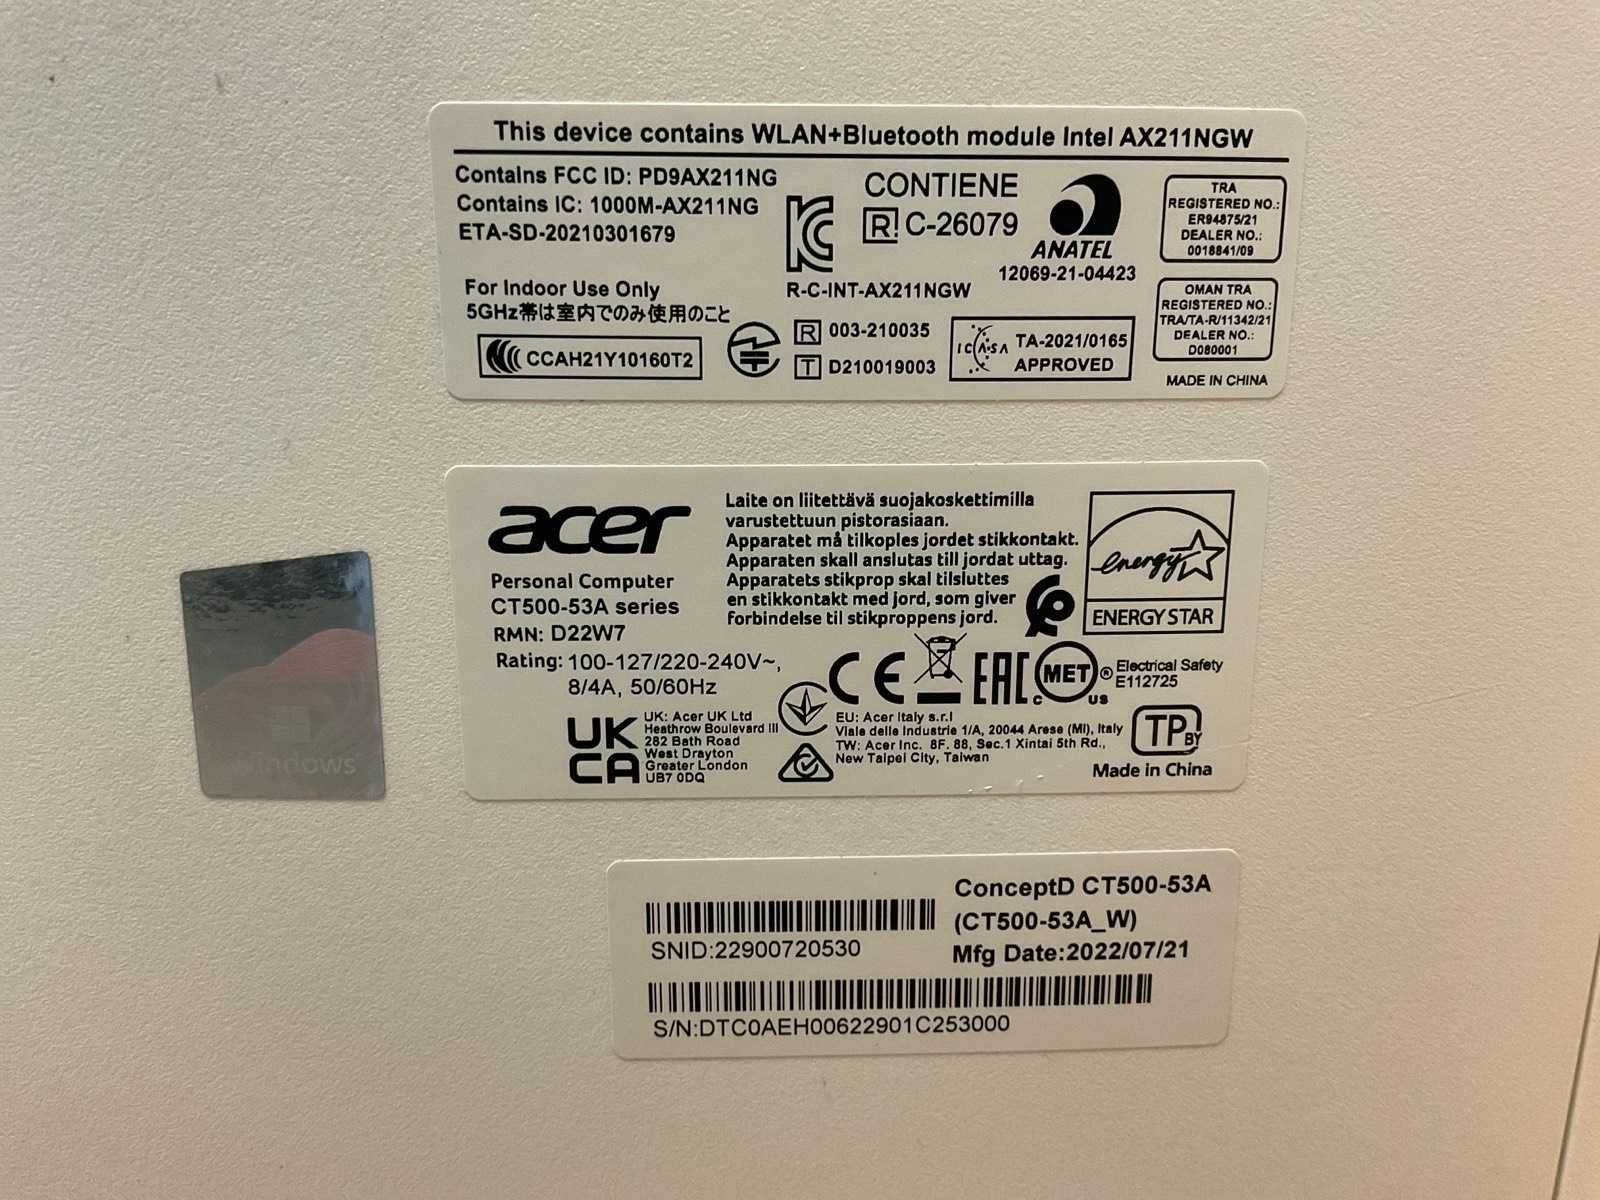 This device contains WLAN+Bluetooth module Intel AX211NGW
Contains FCC ID: PD9AX211NG
Contains IC: 1000M-AX211NG
ETA-SD-20210301679
For Indoor Use Only
5GHz帯は室内でのみ使用のこと
CCAH21Y10160T2
CONTIENE
R C-26079
R-C-INT-AX211NGW
R 003-210035
T D210019003
ANATEL
12069-21-04423
ICASA TA-2021/0165
APPROVED
TRA
REGISTERED NO.:
ER94875/21
DEALER NO.:
0018841/09
OMAN TRA
REGISTERED NO.:
TRA/TA-R/11342/21
DEALER NO.:
D080001
MADE IN CHINA
acer
Personal Computer
CT500-53A series
RMN: D22W7
Rating: 100-127/220-240V~,
8/4A, 50/60Hz
Laite on liitettävä suojakoskettimilla
varustettuun pistorasiaan.
Apparatet må tilkoples jordet stikkontakt.
Apparaten skall anslutas till jordat uttag.
Apparatets stikprop skal tilsluttes
en stikkontakt med jord, som giver
forbindelse til stikproppens jord.
energy
ENERGY STAR
CE
EAC
c MET us ® Electrical Safety
E112725
UK
CA
UK: Acer UK Ltd
Heathrow Boulevard III
282 Bath Road
West Drayton
Greater London
UB7 0DQ
EU: Acer Italy s.r.l
Viale delle Industrie 1/A, 20044 Arese (MI), Italy
TW: Acer Inc. 8F. 88, Sec.1 Xintai 5th Rd.,
New Taipei City, Taiwan
TP BY
Made in China
Windows
ConceptD CT500-53A
(CT500-53A_W)
Mfg Date:2022/07/21
SNID:22900720530
S/N:DTC0AEH00622901C253000